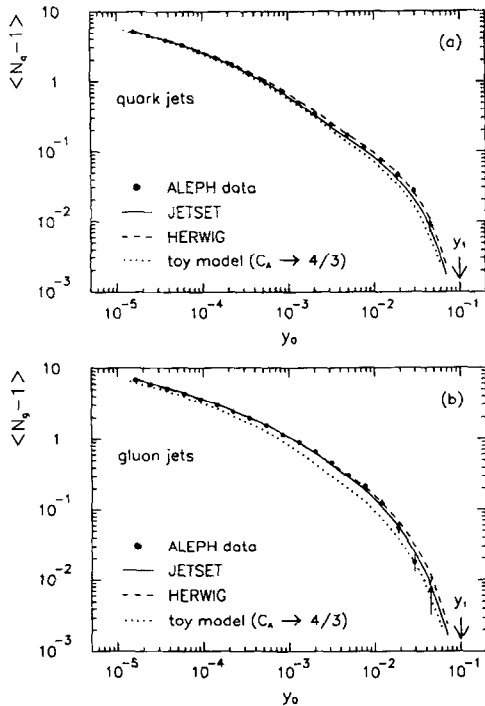 <N_q-1>
10
1
10^-1
10^-2
10^-3
(a)
quark jets
ALEPH data
JETSET
HERWIG
toy model (C_A → 4/3)
y_1
10^-5 10^-4 10^-3 10^-2 10^-1
y_0
<N_g-1>
10
1
10^-1
10^-2
10^-3
(b)
gluon jets
ALEPH data
JETSET
HERWIG
toy model (C_A → 4/3)
y_1
10^-5 10^-4 10^-3 10^-2 10^-1
y_0